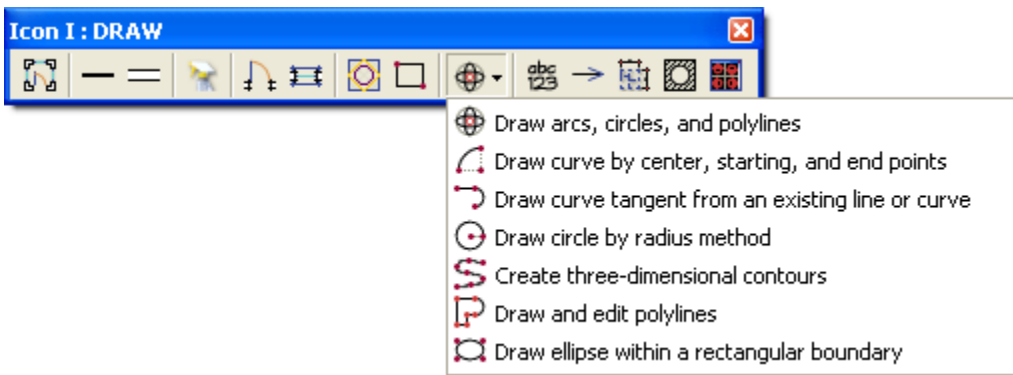 Icon I : DRAW
abc
123
Draw arcs, circles, and polylines
Draw curve by center, starting, and end points
Draw curve tangent from an existing line or curve
Draw circle by radius method
Create three-dimensional contours
Draw and edit polylines
Draw ellipse within a rectangular boundary